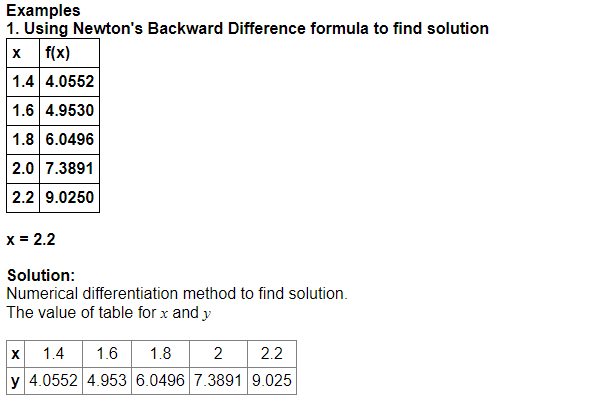 Examples
1. Using Newton's Backward Difference formula to find solution
x f(x)
1.4 4.0552
1.6 4.9530
1.8 6.0496
2.0 7.3891
2.2 9.0250
x = 2.2
Solution:
Numerical differentiation method to find solution.
The value of table for x and y
x 1.4 1.6 1.8 2 2.2
y 4.0552 4.953 6.0496 7.3891 9.025